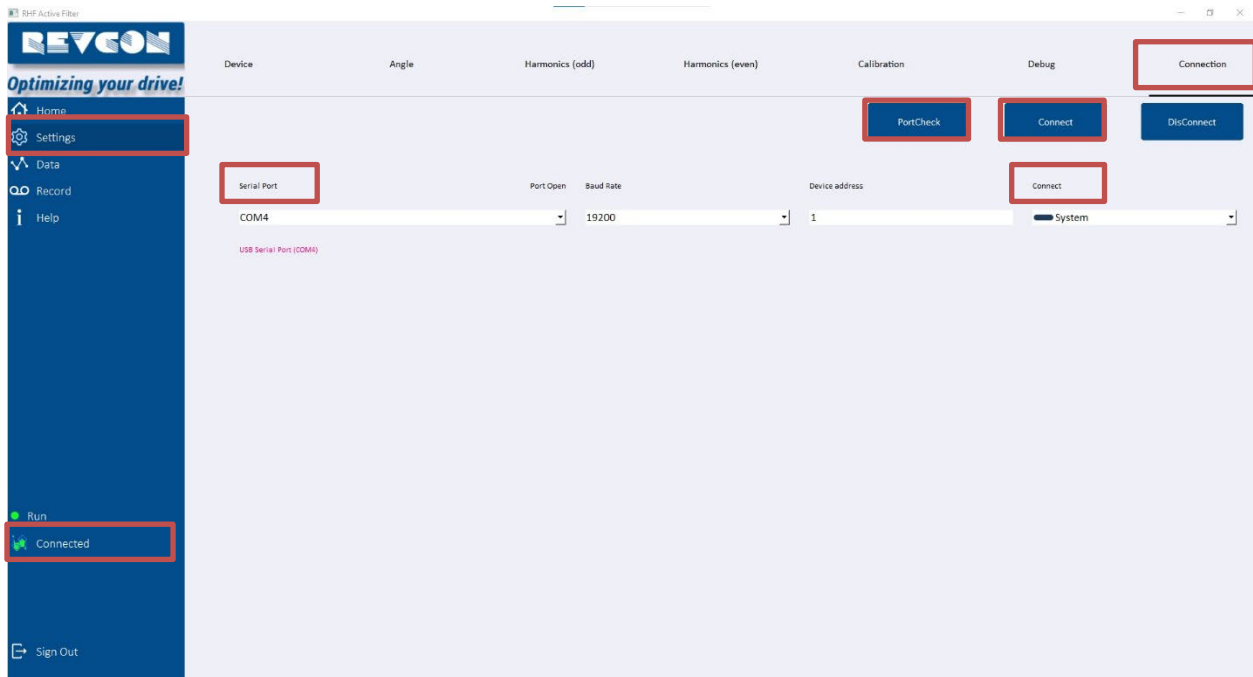 RHF Active Filter
REVCON
Optimizing your drive!
Device Angle Harmonics (odd) Harmonics (even) Calibration Debug Connection
Home
Settings
Data
Record
Help
PortCheck Connect DisConnect
Serial Port Port Open Baud Rate Device address Connect
COM4 19200 1 System
USB Serial Port (COM4)
Run
Connected
Sign Out